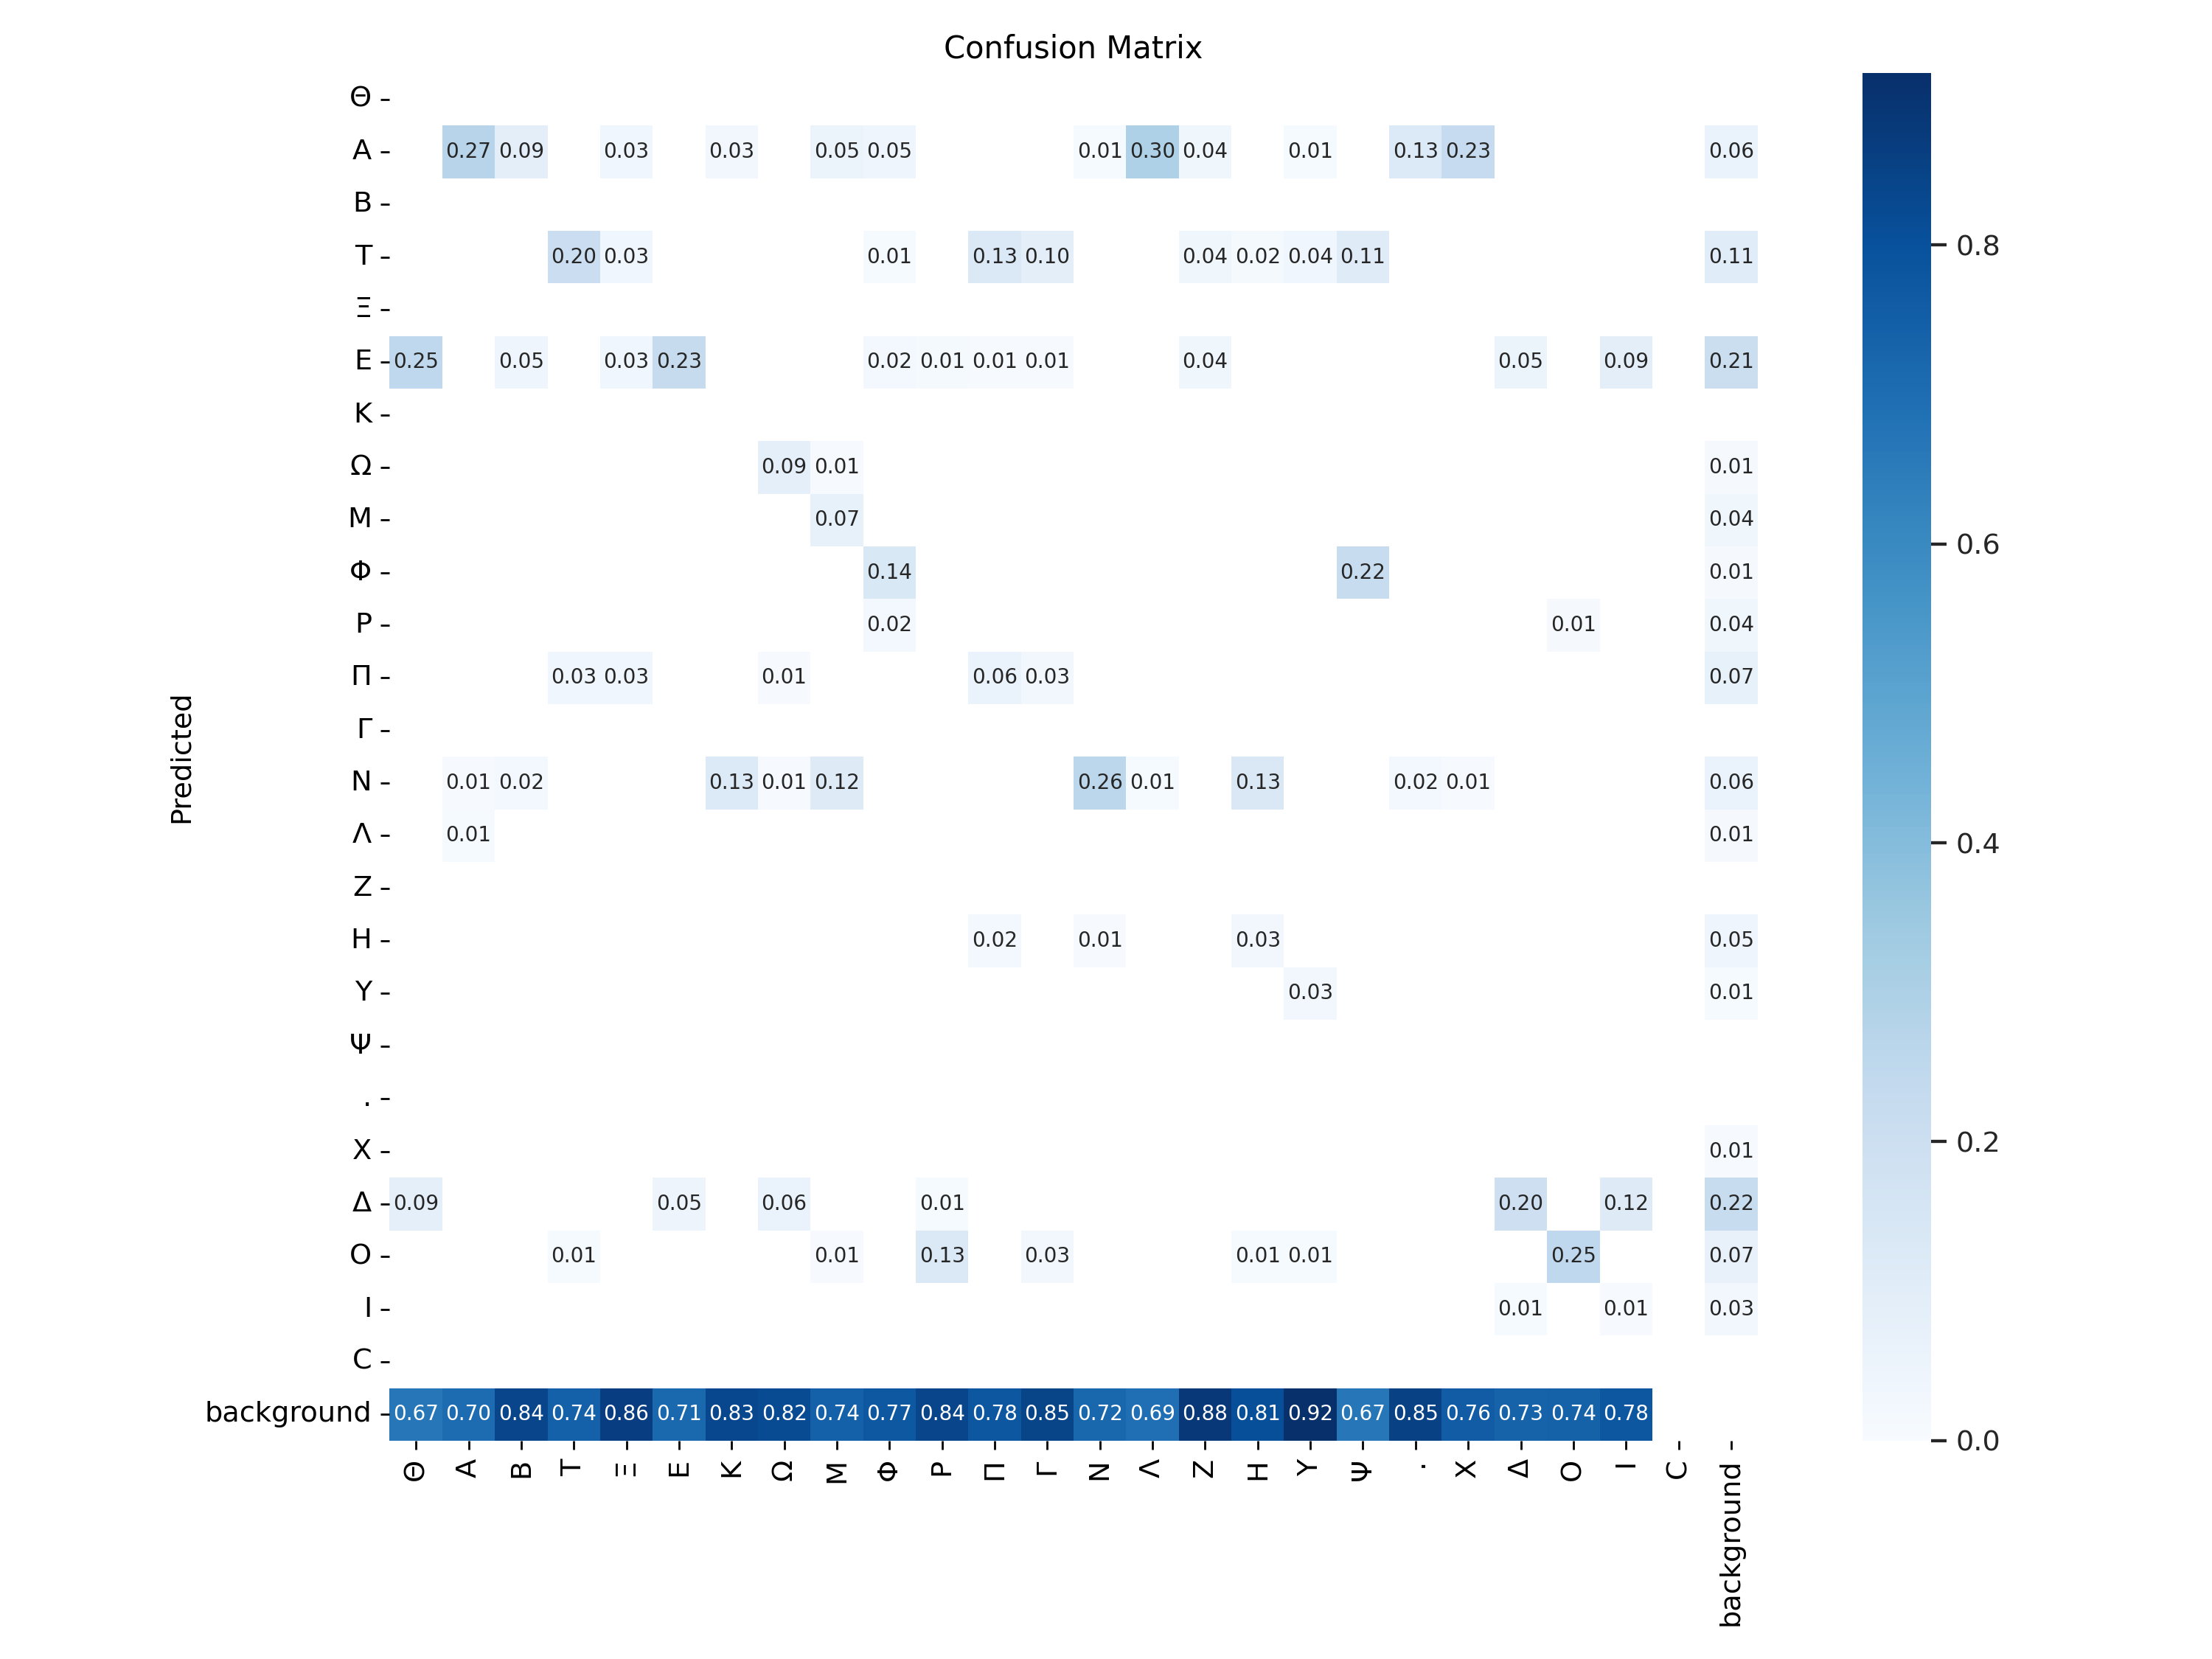 Confusion Matrix
Θ
Α 0.27 0.09 0.03 0.03 0.05 0.05 0.01 0.30 0.04 0.01 0.13 0.23 0.06
Β
Τ 0.20 0.03 0.01 0.13 0.10 0.04 0.02 0.04 0.11 0.11
Ξ
Ε 0.25 0.05 0.03 0.23 0.02 0.01 0.01 0.01 0.04 0.05 0.09 0.21
Κ
Ω 0.09 0.01 0.01
Μ 0.07 0.04
Φ 0.14 0.22 0.01
Ρ 0.02 0.01 0.04
Π 0.03 0.03 0.01 0.06 0.03 0.07
Γ
Ν 0.01 0.02 0.13 0.01 0.12 0.26 0.01 0.13 0.02 0.01 0.06
Λ 0.01 0.01
Ζ
Η 0.02 0.01 0.03 0.05
Υ 0.03 0.01
Ψ
.
Χ 0.01
Δ 0.09 0.05 0.06 0.01 0.20 0.12 0.22
Ο 0.01 0.01 0.13 0.03 0.01 0.01 0.25 0.07
Ι 0.01 0.01 0.03
C
background 0.67 0.70 0.84 0.74 0.86 0.71 0.83 0.82 0.74 0.77 0.84 0.78 0.85 0.72 0.69 0.88 0.81 0.92 0.67 0.85 0.76 0.73 0.74 0.78
Θ Α Β Τ Ξ Ε Κ Ω Μ Φ Ρ Π Γ Ν Λ Ζ Η Υ Ψ . Χ Δ Ο Ι C background
Predicted
0.8
0.6
0.4
0.2
0.0